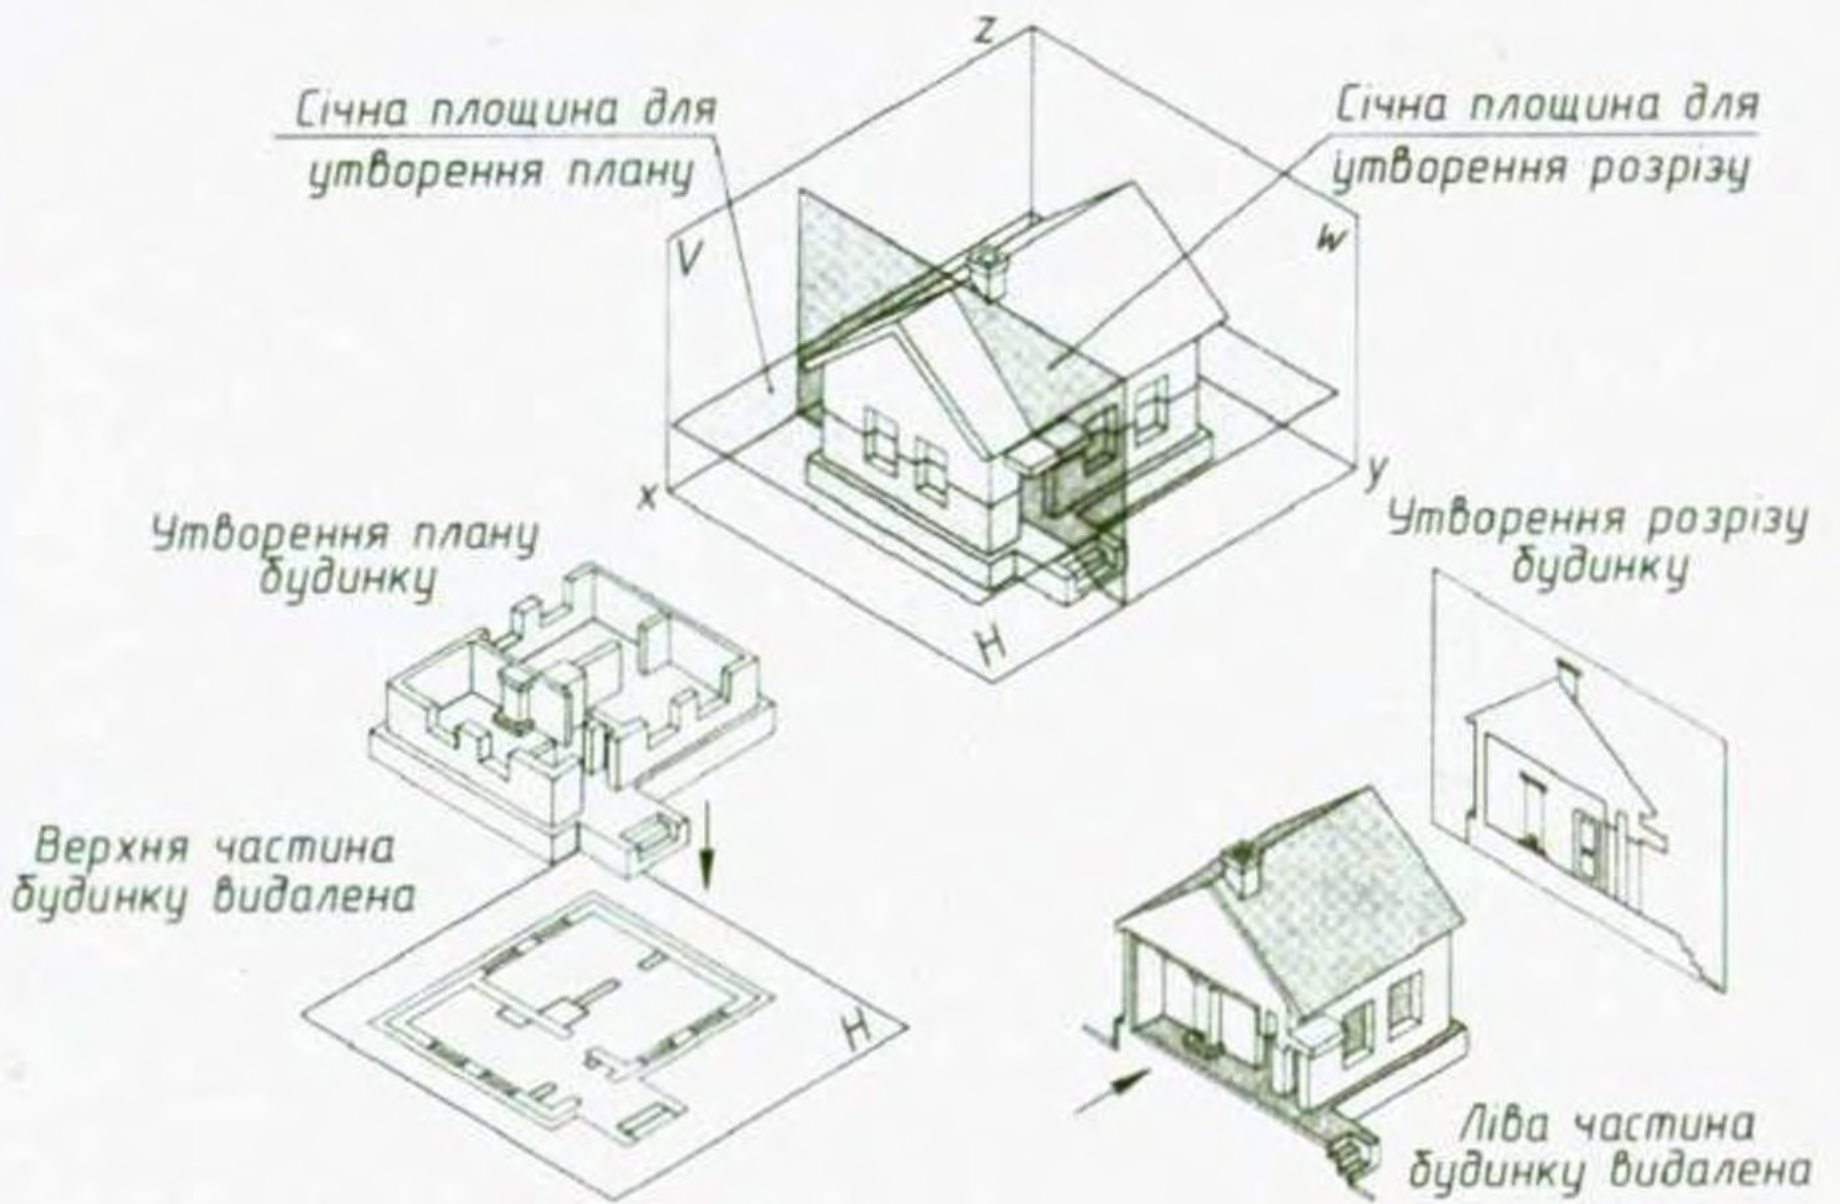 Z
Січна площина для
утворення плану
Січна площина для
утворення розрізу
V
W
x
y
H
Утворення плану
будинку
Утворення розрізу
будинку
Верхня частина
будинку видалена
H
Ліва частина
будинку видалена